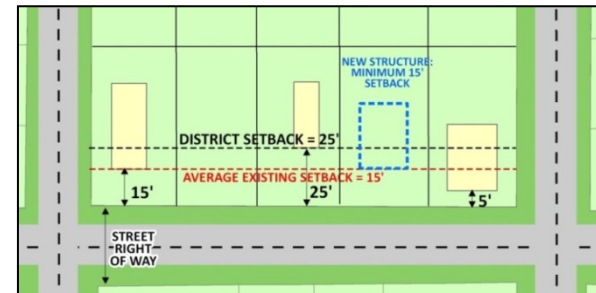 NEW STRUCTURE:
MINIMUM 15'
SETBACK
DISTRICT SETBACK = 25'
AVERAGE EXISTING SETBACK = 15'
15'
25'
5'
STREET
RIGHT
OF WAY